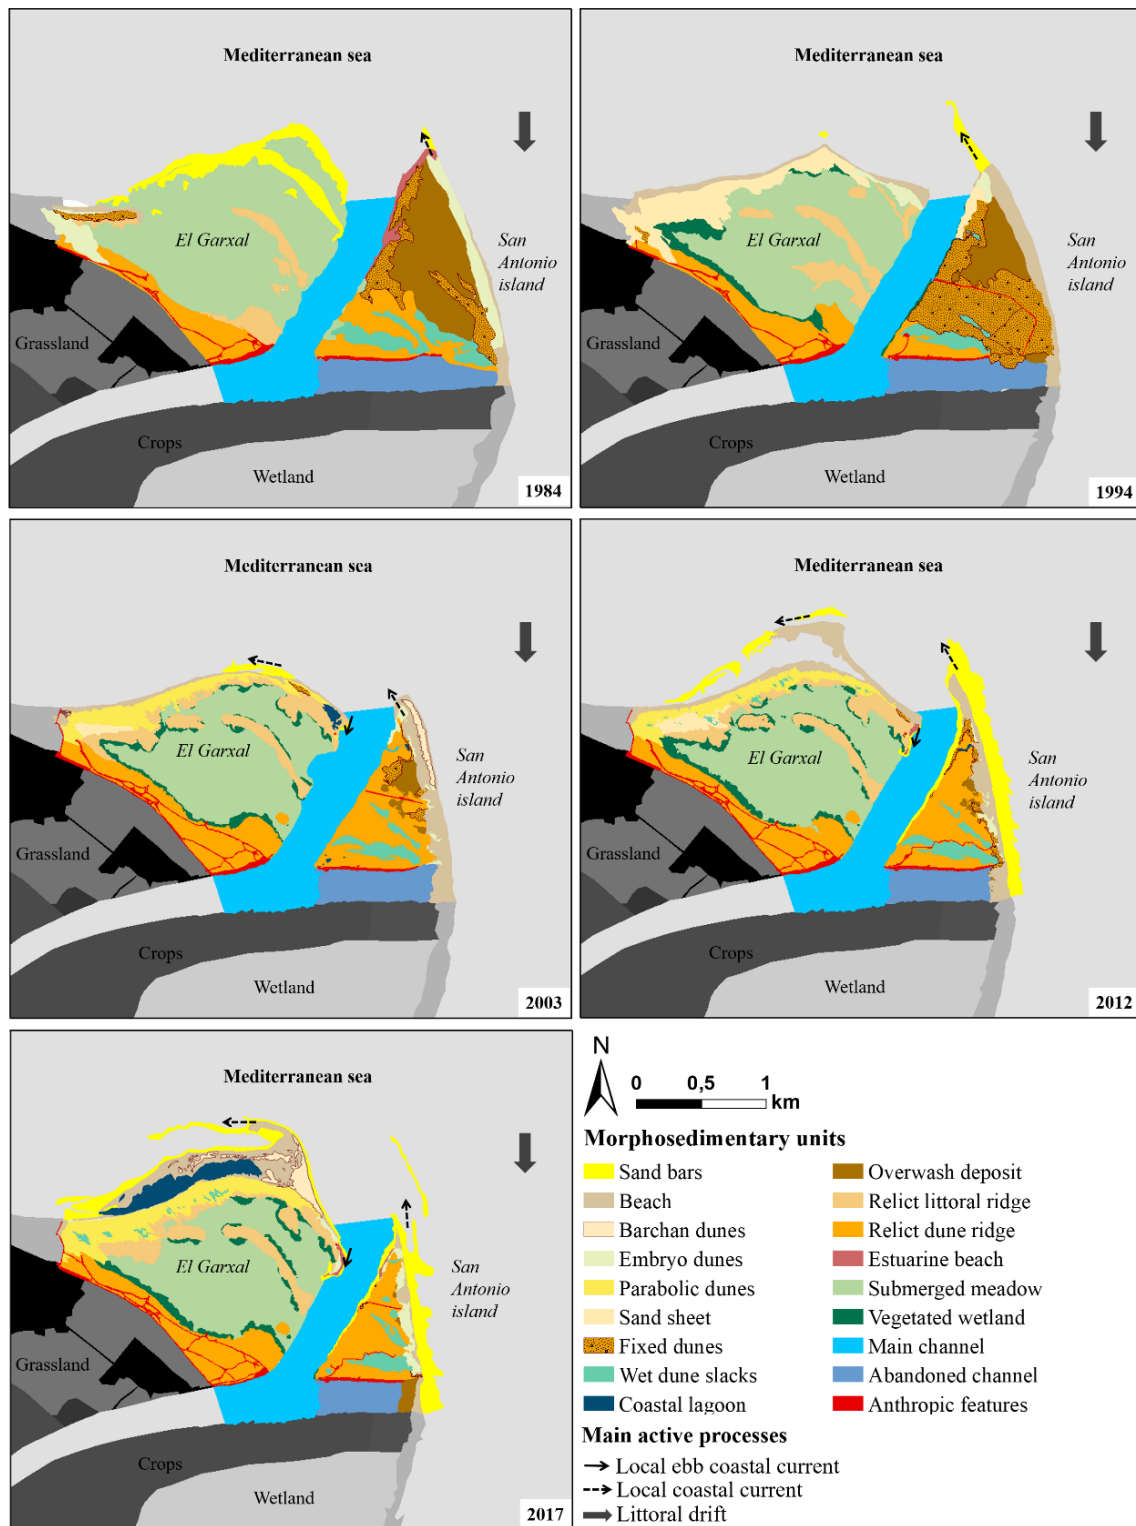 Mediterranean sea
El Garxal
San
Antonio
island
Grassland
Crops
Wetland
1984
Mediterranean sea
El Garxal
San
Antonio
island
Grassland
Crops
Wetland
1994
Mediterranean sea
El Garxal
San
Antonio
island
Grassland
Crops
Wetland
2003
Mediterranean sea
El Garxal
San
Antonio
island
Grassland
Crops
Wetland
2012
Mediterranean sea
El Garxal
San
Antonio
island
Grassland
Crops
Wetland
2017
N
0 0,5 1
km
Morphosedimentary units
Sand bars
Beach
Barchan dunes
Embryo dunes
Parabolic dunes
Sand sheet
Fixed dunes
Wet dune slacks
Coastal lagoon
Overwash deposit
Relict littoral ridge
Relict dune ridge
Estuarine beach
Submerged meadow
Vegetated wetland
Main channel
Abandoned channel
Anthropic features
Main active processes
Local ebb coastal current
Local coastal current
Littoral drift